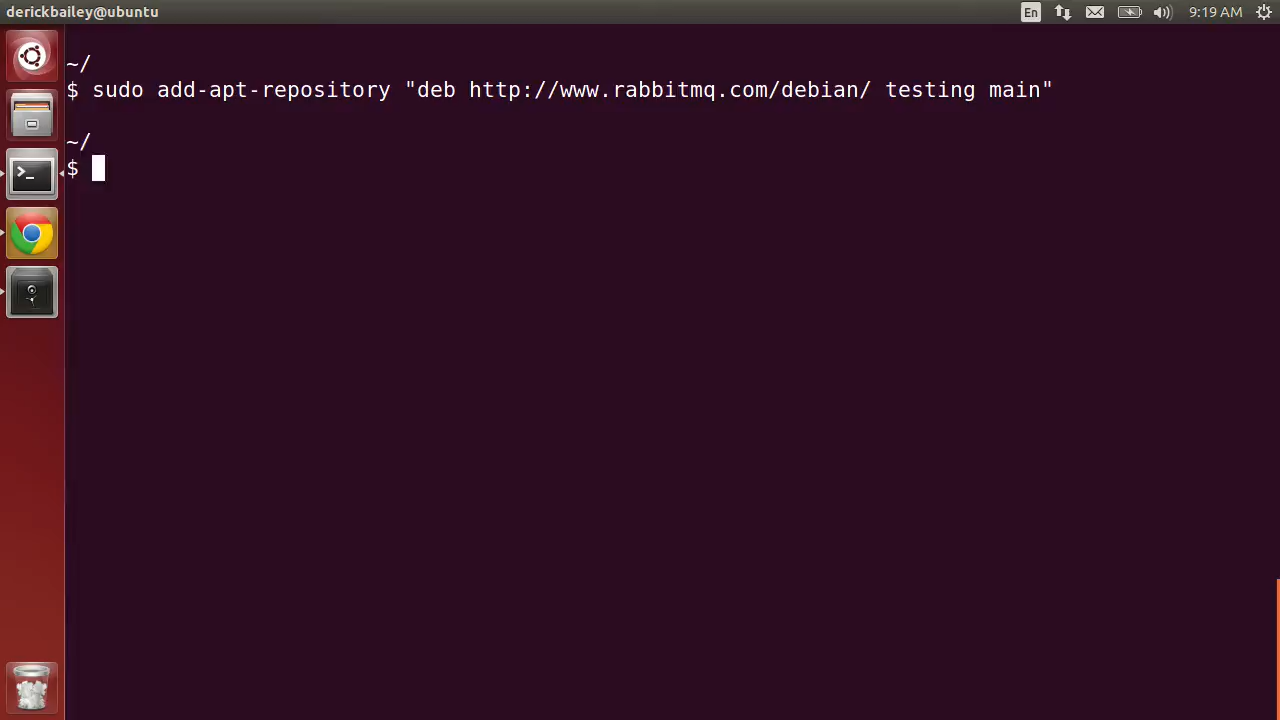 derickbailey@ubuntu
En
9:19 AM
~/
$ sudo add-apt-repository "deb http://www.rabbitmq.com/debian/ testing main"
~/
$
>_